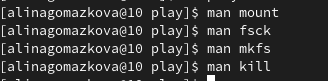 [alinagomazkova@10 play]$ man mount
[alinagomazkova@10 play]$ man fsck
[alinagomazkova@10 play]$ man mkfs
[alinagomazkova@10 play]$ man kill